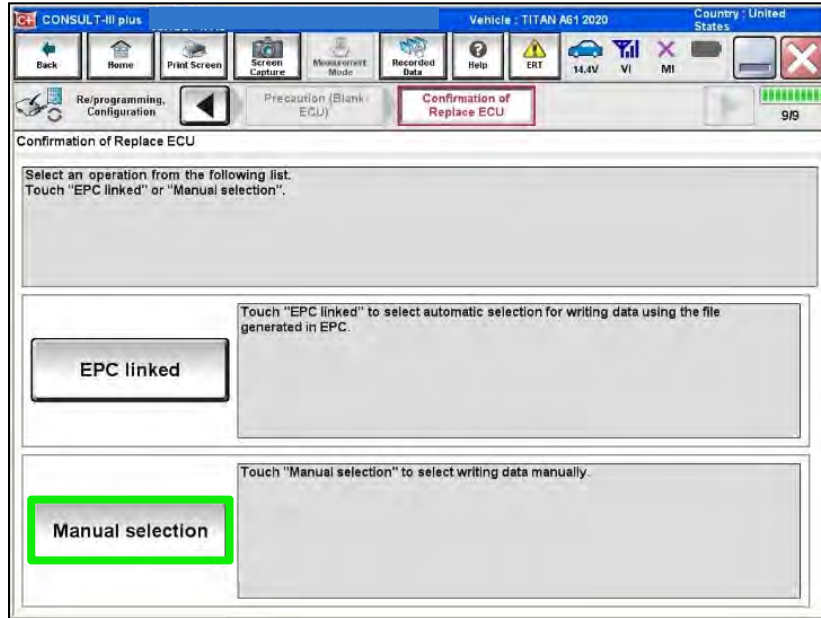 CONSULT-III plus
Vehicle : TITAN A61 2020
Country : United
States
Back
Home
Print Screen
Screen
Capture
Measurement
Mode
Recorded
Data
Help
ERT
14.4V
VI
MI
Re/programming,
Configuration
Precaution (Blank
ECU)
Confirmation of
Replace ECU
9/9
Confirmation of Replace ECU
Select an operation from the following list.
Touch "EPC linked" or "Manual selection".
EPC linked
Touch "EPC linked" to select automatic selection for writing data using the file
generated in EPC.
Manual selection
Touch "Manual selection" to select writing data manually.